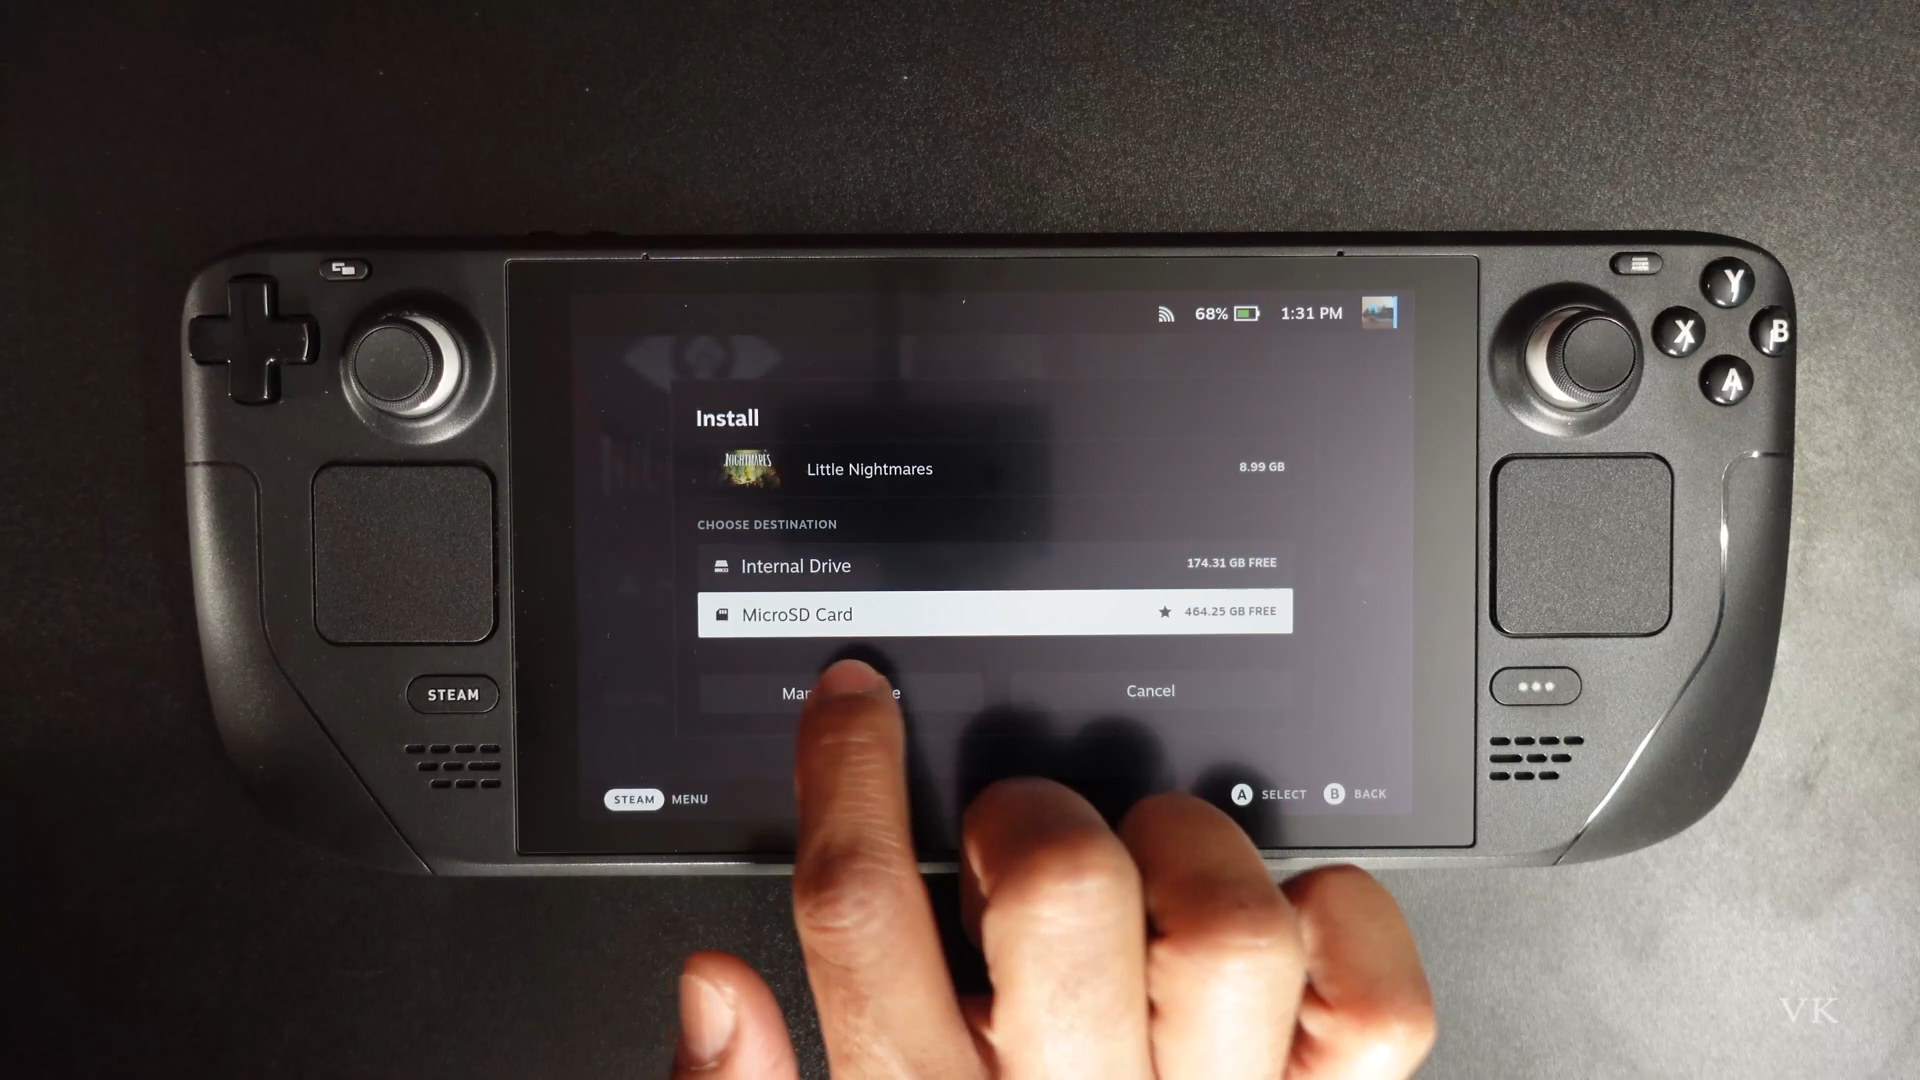 68% 1:31 PM
Y
X B
A
Install
NIGHTMARES
Little Nightmares 8.99 GB
CHOOSE DESTINATION
Internal Drive 174.31 GB FREE
MicroSD Card 464.25 GB FREE
Cancel
STEAM
STEAM MENU A SELECT B BACK
VK